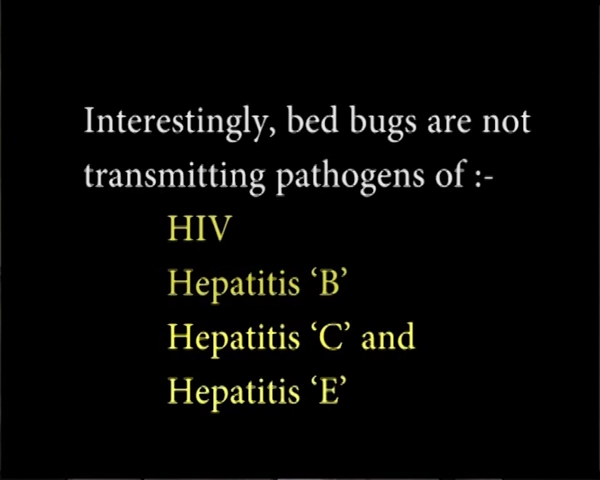 Interestingly, bed bugs are not
transmitting pathogens of :-
HIV
Hepatitis ‘B’
Hepatitis ‘C’ and
Hepatitis ‘E’